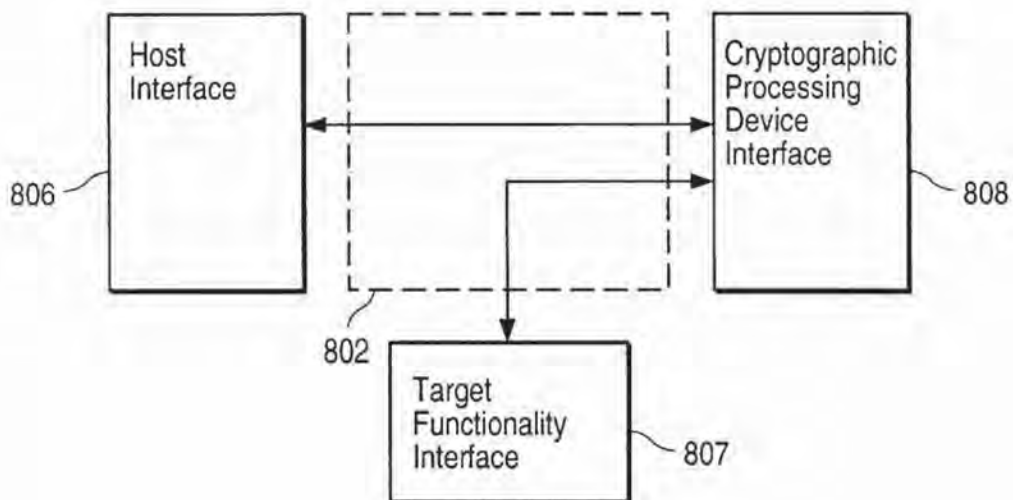 Host
Interface
Cryptographic
Processing
Device
Interface
806
808
802
Target
Functionality
Interface
807